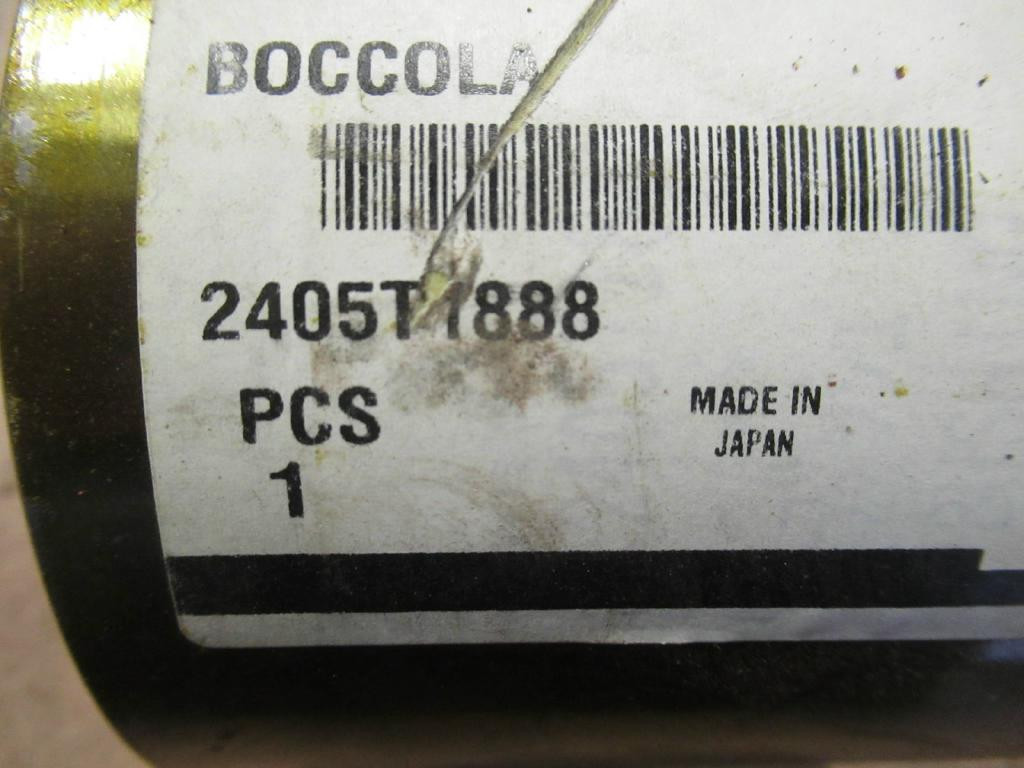 BOCCOLA
2405T1888
PCS
1
MADE IN
JAPAN